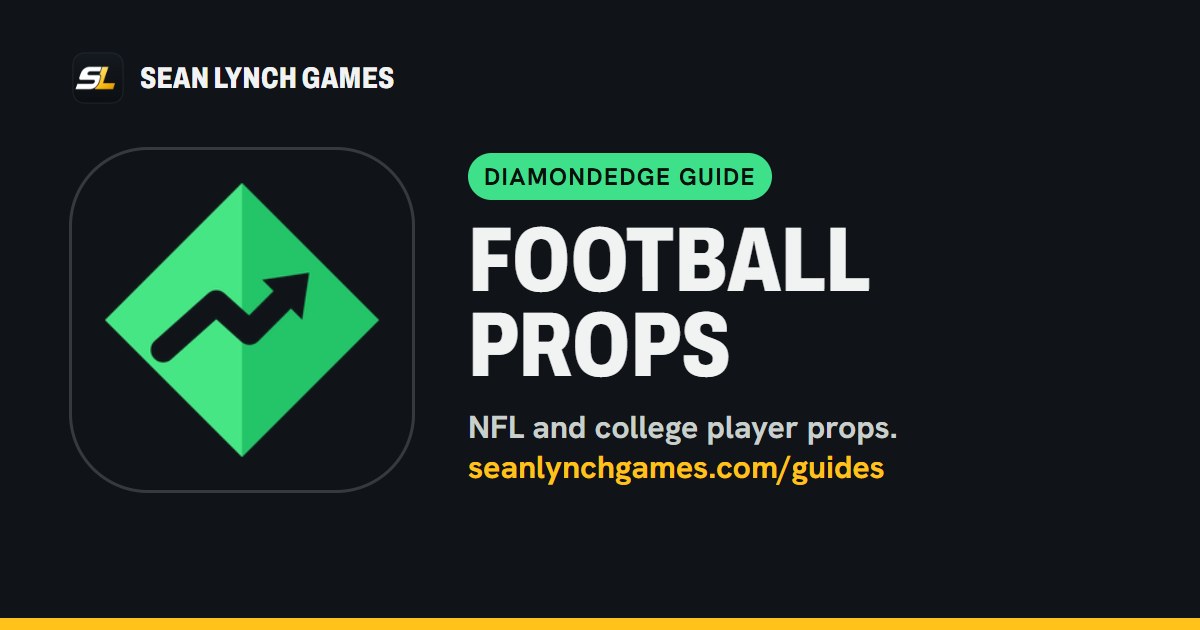 SL SEAN LYNCH GAMES
DIAMONDEDGE GUIDE
FOOTBALL
PROPS
NFL and college player props.
seanlynchgames.com/guides